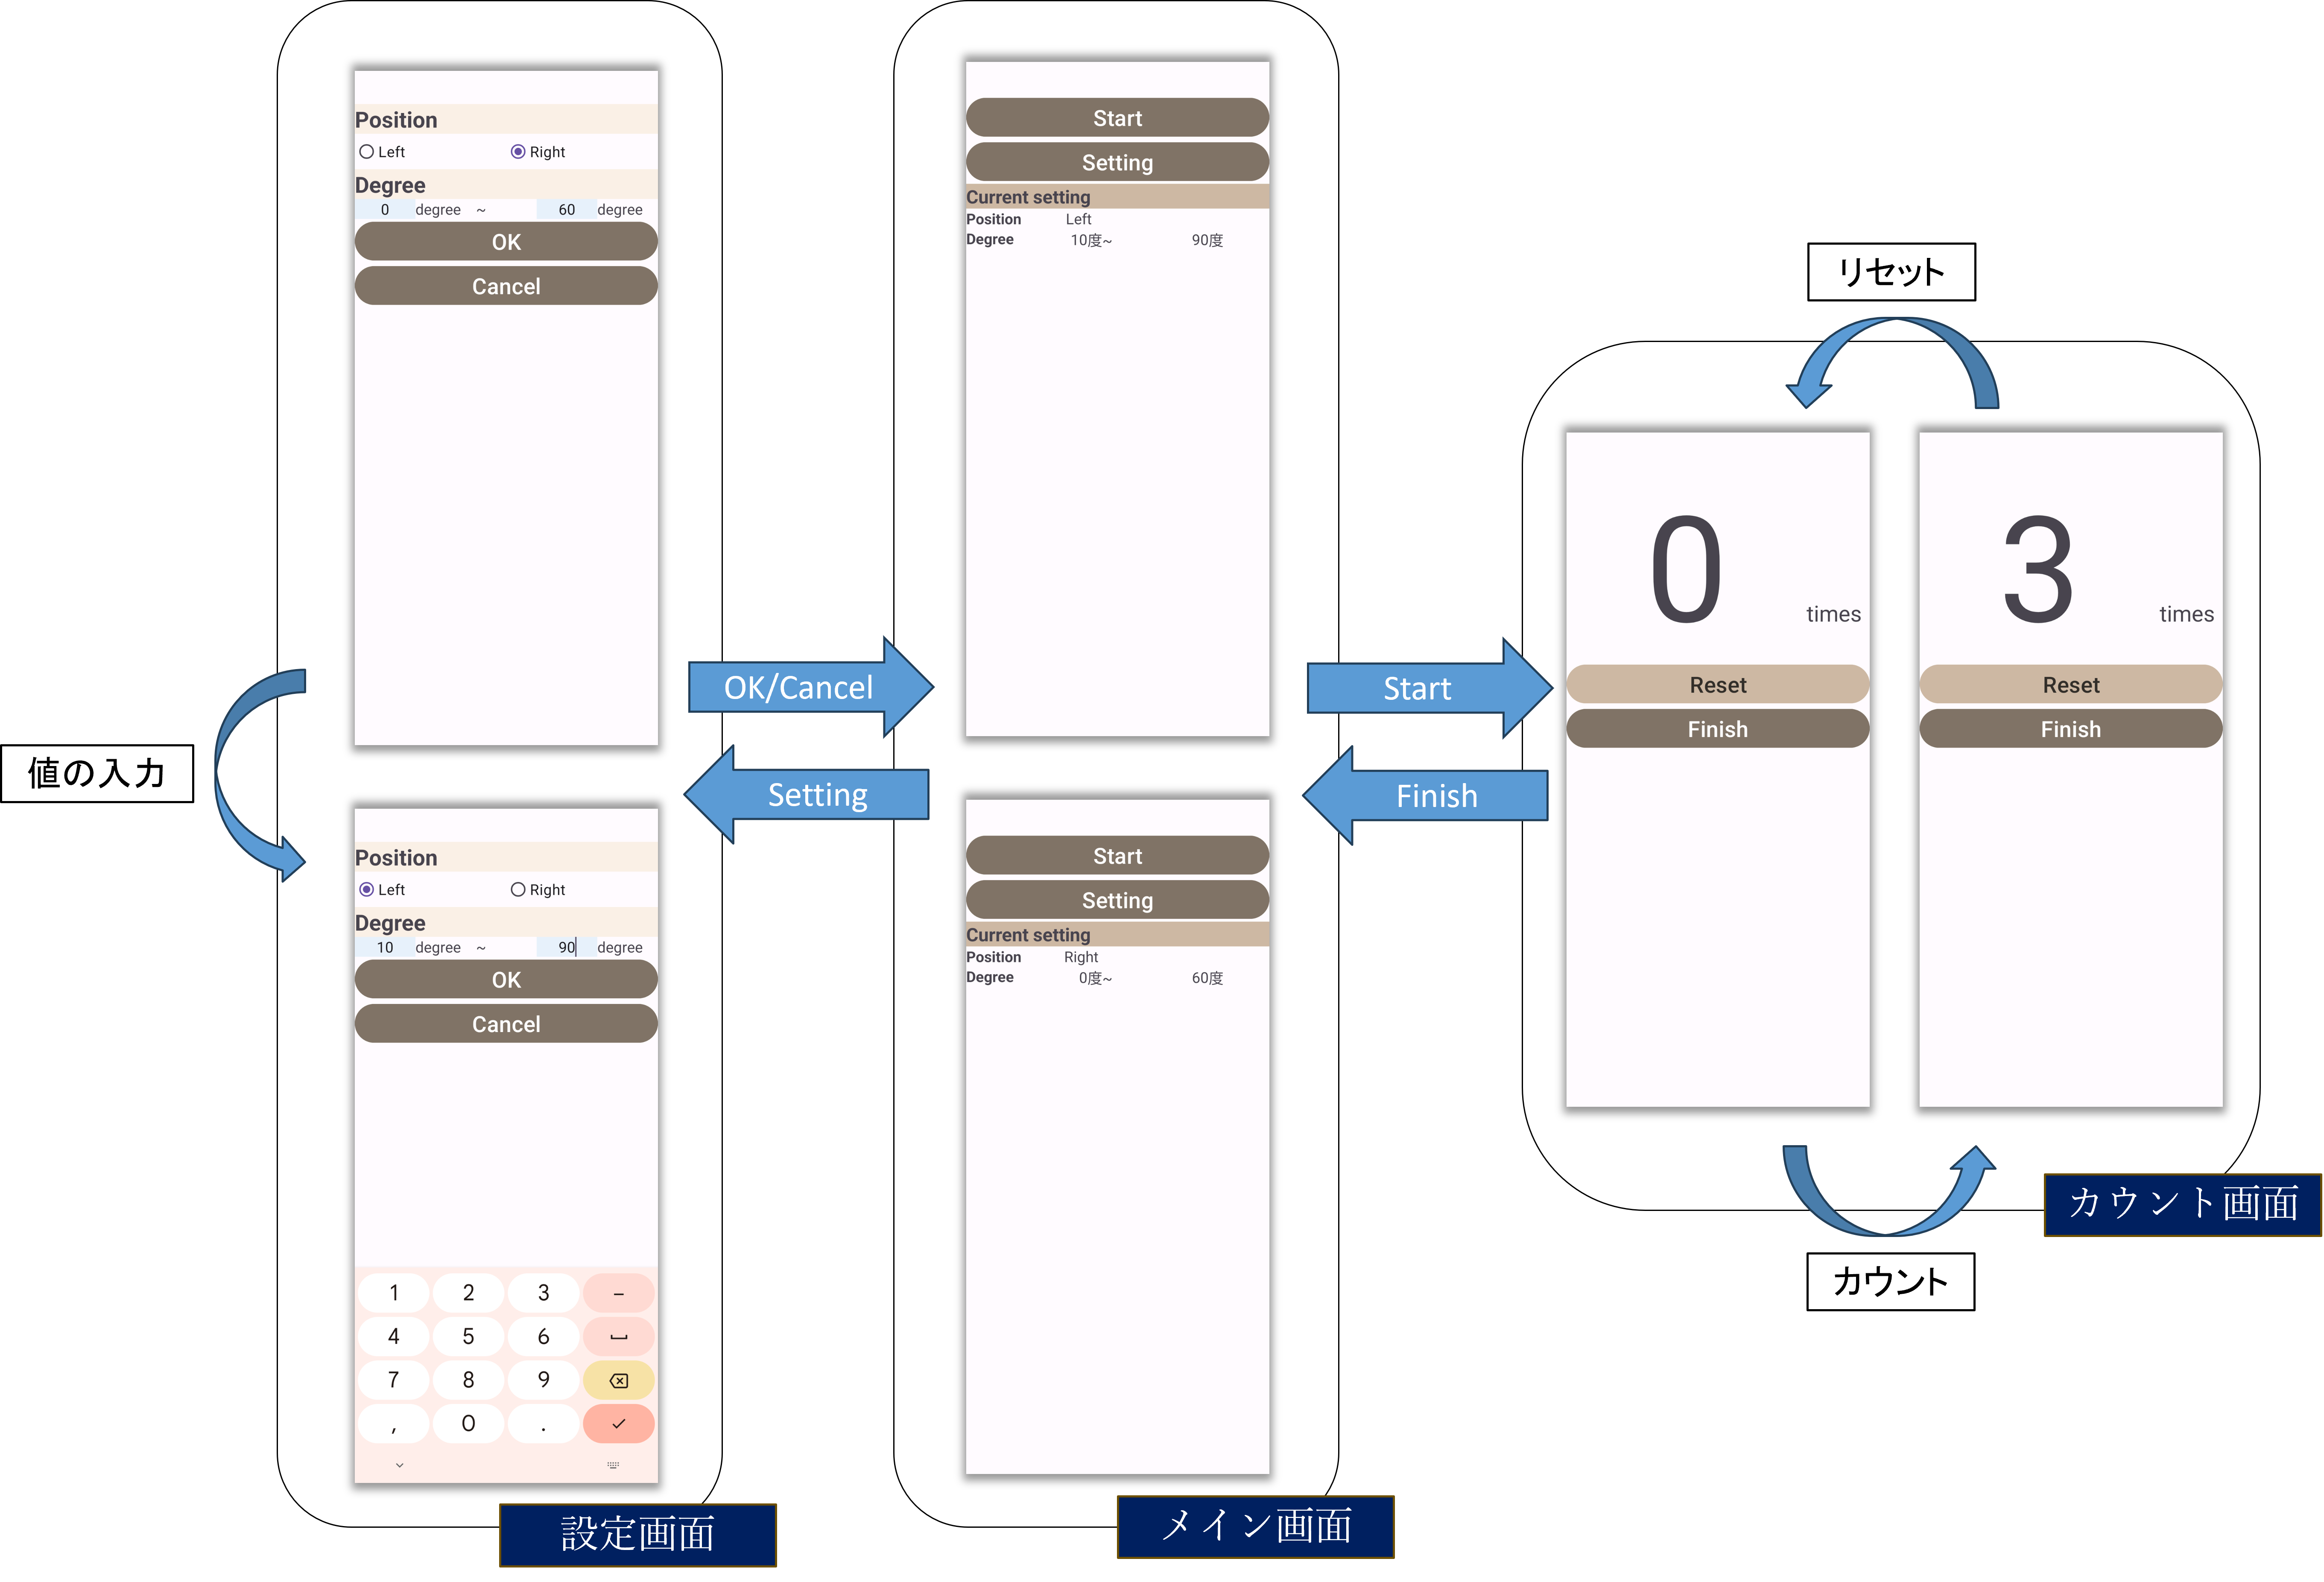 Position
Left Right
Degree
0 degree ~ 60 degree
OK
Cancel
値の入力
Position
Left Right
Degree
10 degree ~ 90 degree
OK
Cancel
1 2 3 –
4 5 6
7 8 9
, 0 .
設定画面
OK/Cancel
Setting
Start
Setting
Current setting
Position Left
Degree 10度~ 90度
Start
Setting
Current setting
Position Right
Degree 0度~ 60度
メイン画面
Start
Finish
リセット
0 times
Reset
Finish
3 times
Reset
Finish
カウント
カウント画面